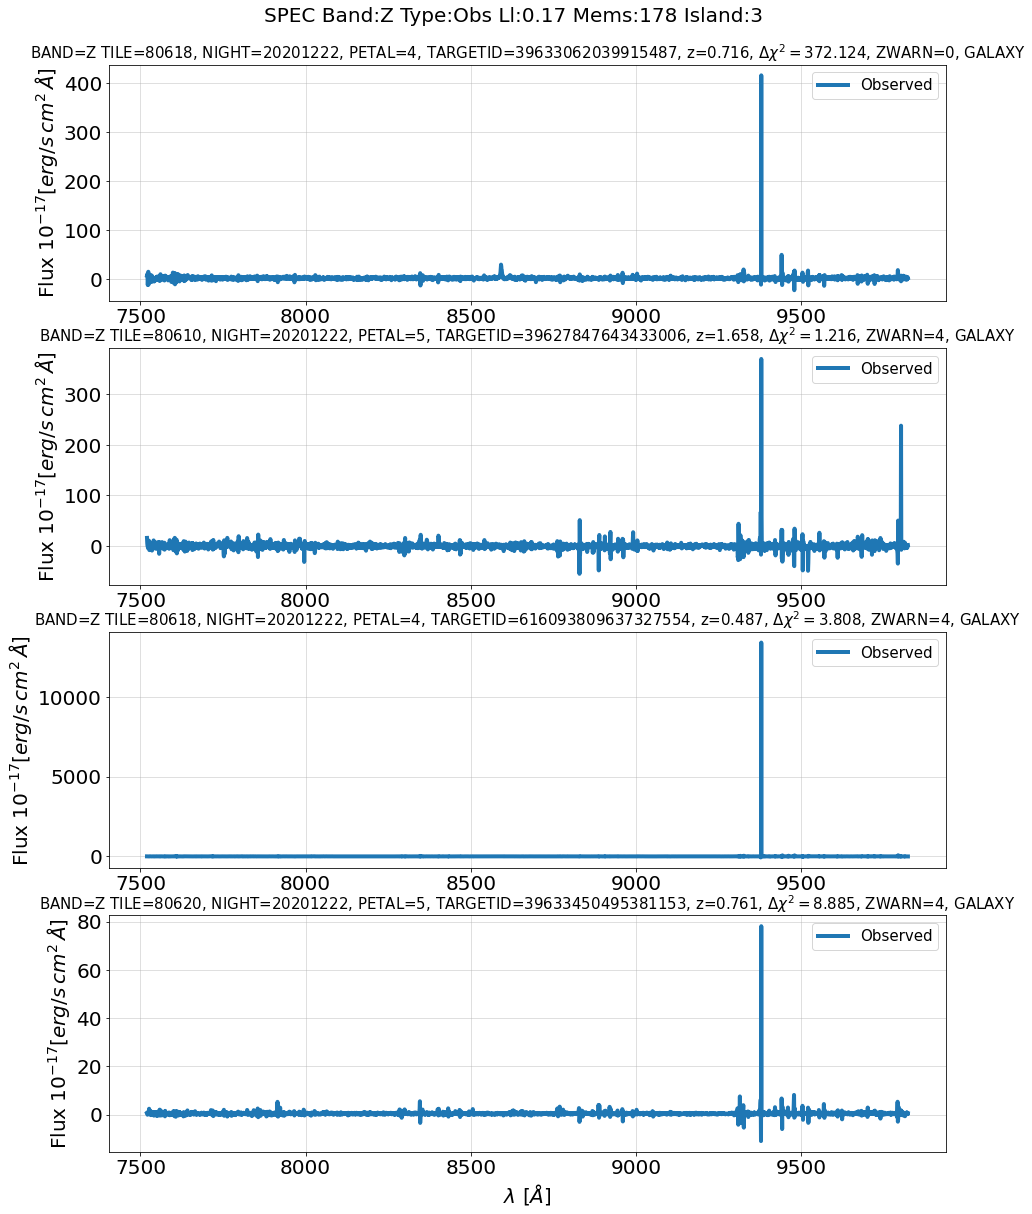 SPEC Band:Z Type:Obs Ll:0.17 Mems:178 Island:3
BAND=Z TILE=80618, NIGHT=20201222, PETAL=4, TARGETID=39633062039915487, z=0.716, Δχ² = 372.124, ZWARN=0, GALAXY
Flux 10⁻¹⁷[erg/s cm² Å]
400
300
200
100
0
Observed
7500 8000 8500 9000 9500
BAND=Z TILE=80610, NIGHT=20201222, PETAL=5, TARGETID=39627847643433006, z=1.658, Δχ² = 1.216, ZWARN=4, GALAXY
Flux 10⁻¹⁷[erg/s cm² Å]
300
200
100
0
Observed
7500 8000 8500 9000 9500
BAND=Z TILE=80618, NIGHT=20201222, PETAL=4, TARGETID=616093809637327554, z=0.487, Δχ² = 3.808, ZWARN=4, GALAXY
Flux 10⁻¹⁷[erg/s cm² Å]
10000
5000
0
Observed
7500 8000 8500 9000 9500
BAND=Z TILE=80620, NIGHT=20201222, PETAL=5, TARGETID=39633450495381153, z=0.761, Δχ² = 8.885, ZWARN=4, GALAXY
Flux 10⁻¹⁷[erg/s cm² Å]
80
60
40
20
0
Observed
7500 8000 8500 9000 9500
λ [Å]